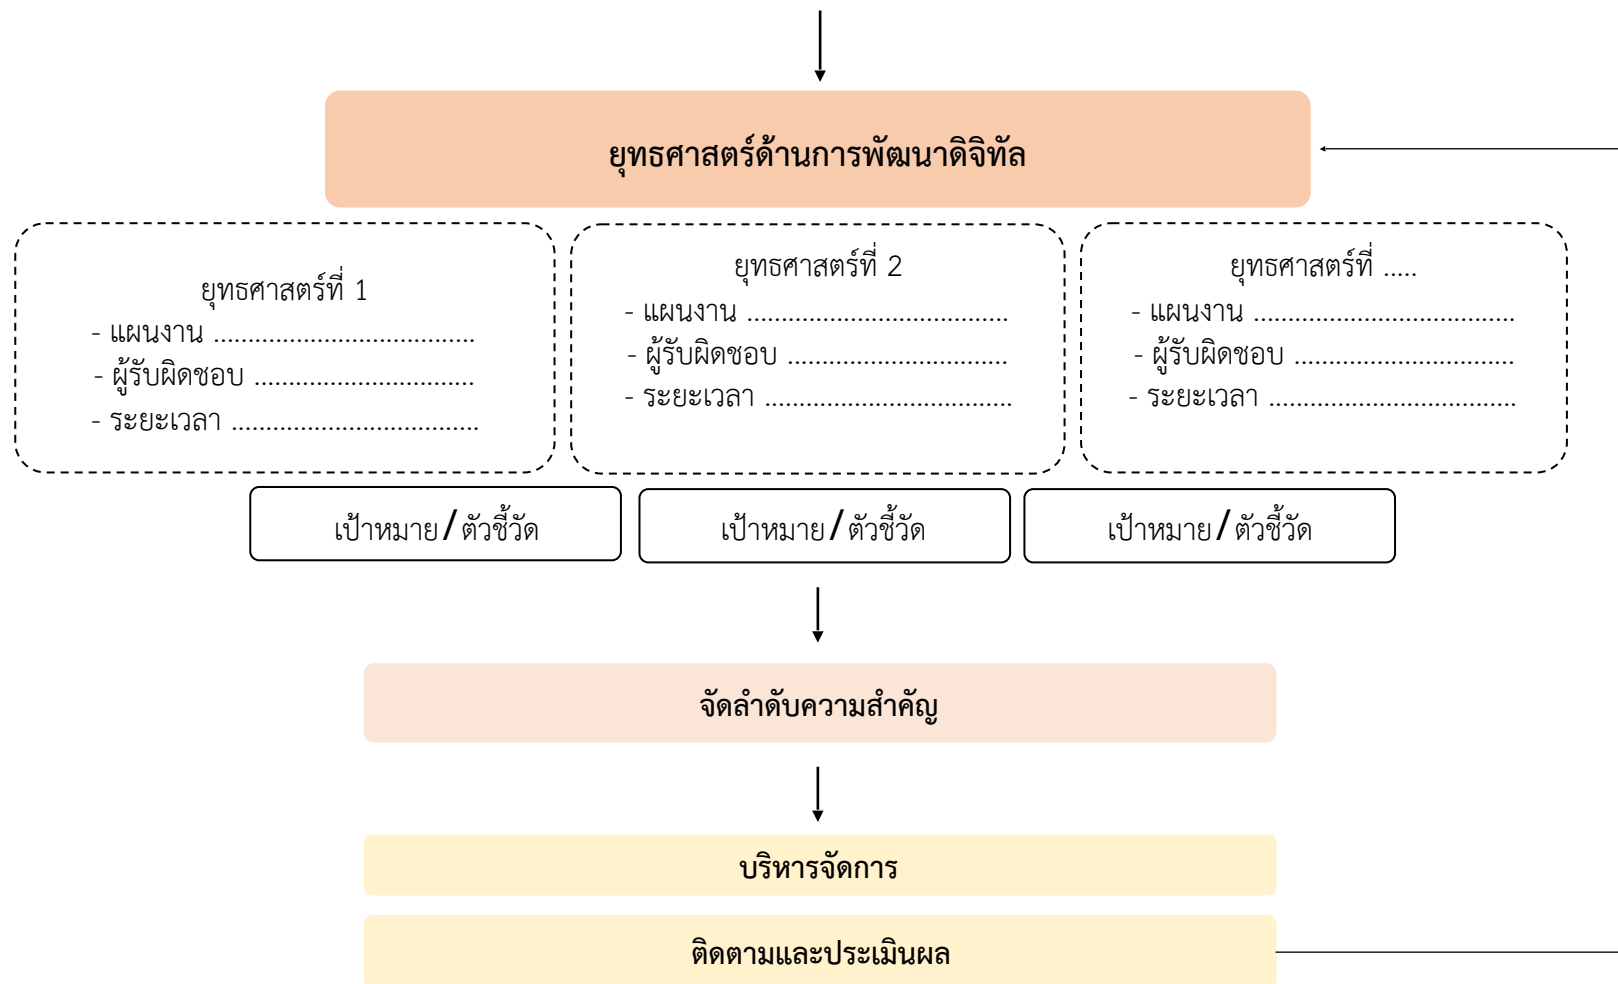 ยุทธศาสตร์ด้านการพัฒนาดิจิทัล
ยุทธศาสตร์ที่ 1
- แผนงาน ......................................
- ผู้รับผิดชอบ ................................
- ระยะเวลา ....................................
ยุทธศาสตร์ที่ 2
- แผนงาน ......................................
- ผู้รับผิดชอบ ................................
- ระยะเวลา ....................................
ยุทธศาสตร์ที่ .....
- แผนงาน ......................................
- ผู้รับผิดชอบ ................................
- ระยะเวลา ....................................
เป้าหมาย/ตัวชี้วัด
เป้าหมาย/ตัวชี้วัด
เป้าหมาย/ตัวชี้วัด
จัดลำดับความสำคัญ
บริหารจัดการ
ติดตามและประเมินผล